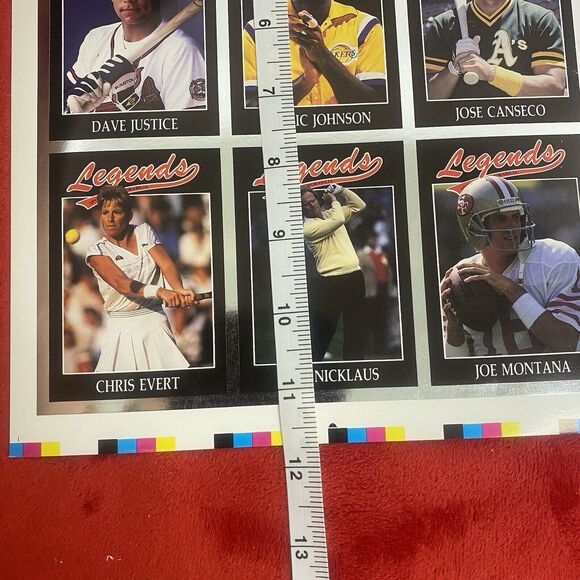 6
7
8
9
10
11
12
13
DAVE JUSTICE
IC JOHNSON
JOSE CANSECO
LAKERS
A's
Legends
Legends
Legends
CHRIS EVERT
NICKLAUS
JOE MONTANA